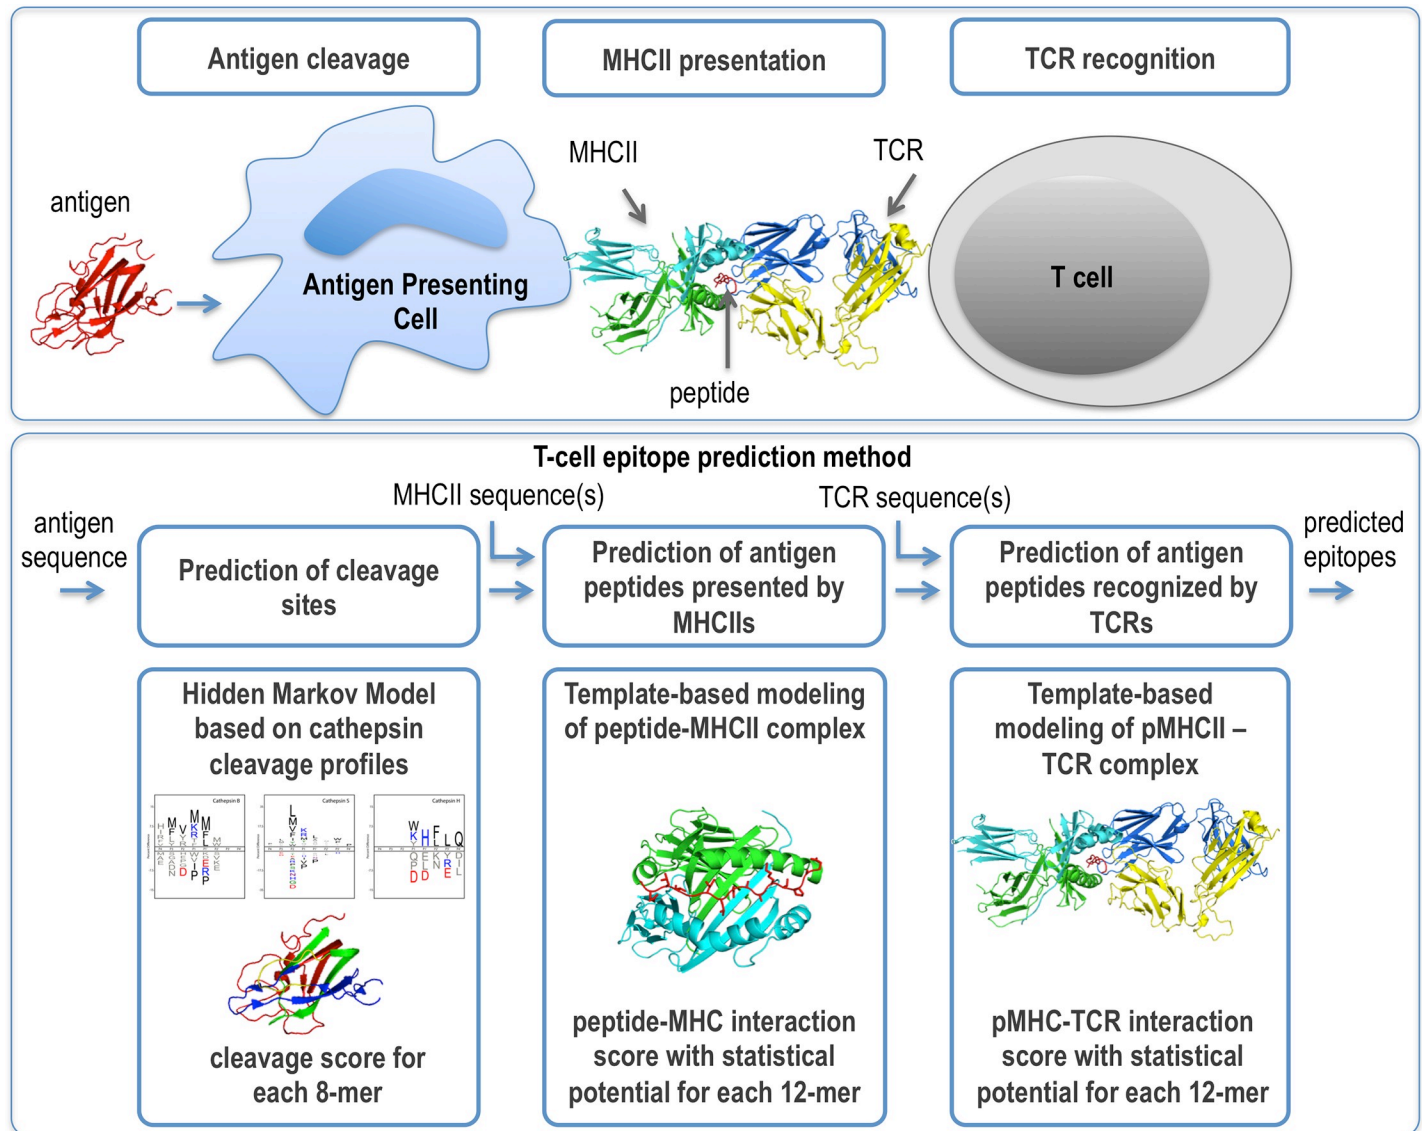 Antigen cleavage
MHCII presentation
TCR recognition
MHCII
TCR
antigen
Antigen Presenting
Cell
T cell
peptide
T-cell epitope prediction method
MHCII sequence(s)
TCR sequence(s)
antigen
sequence
predicted
epitopes
Prediction of cleavage
sites
Prediction of antigen
peptides presented by
MHCIIs
Prediction of antigen
peptides recognized by
TCRs
Hidden Markov Model
based on cathepsin
cleavage profiles
Cathepsin B
Cathepsin S
Cathepsin H
cleavage score for
each 8-mer
Template-based modeling
of peptide-MHCII complex
peptide-MHC interaction
score with statistical
potential for each 12-mer
Template-based
modeling of pMHCII –
TCR complex
pMHC-TCR interaction
score with statistical
potential for each 12-mer